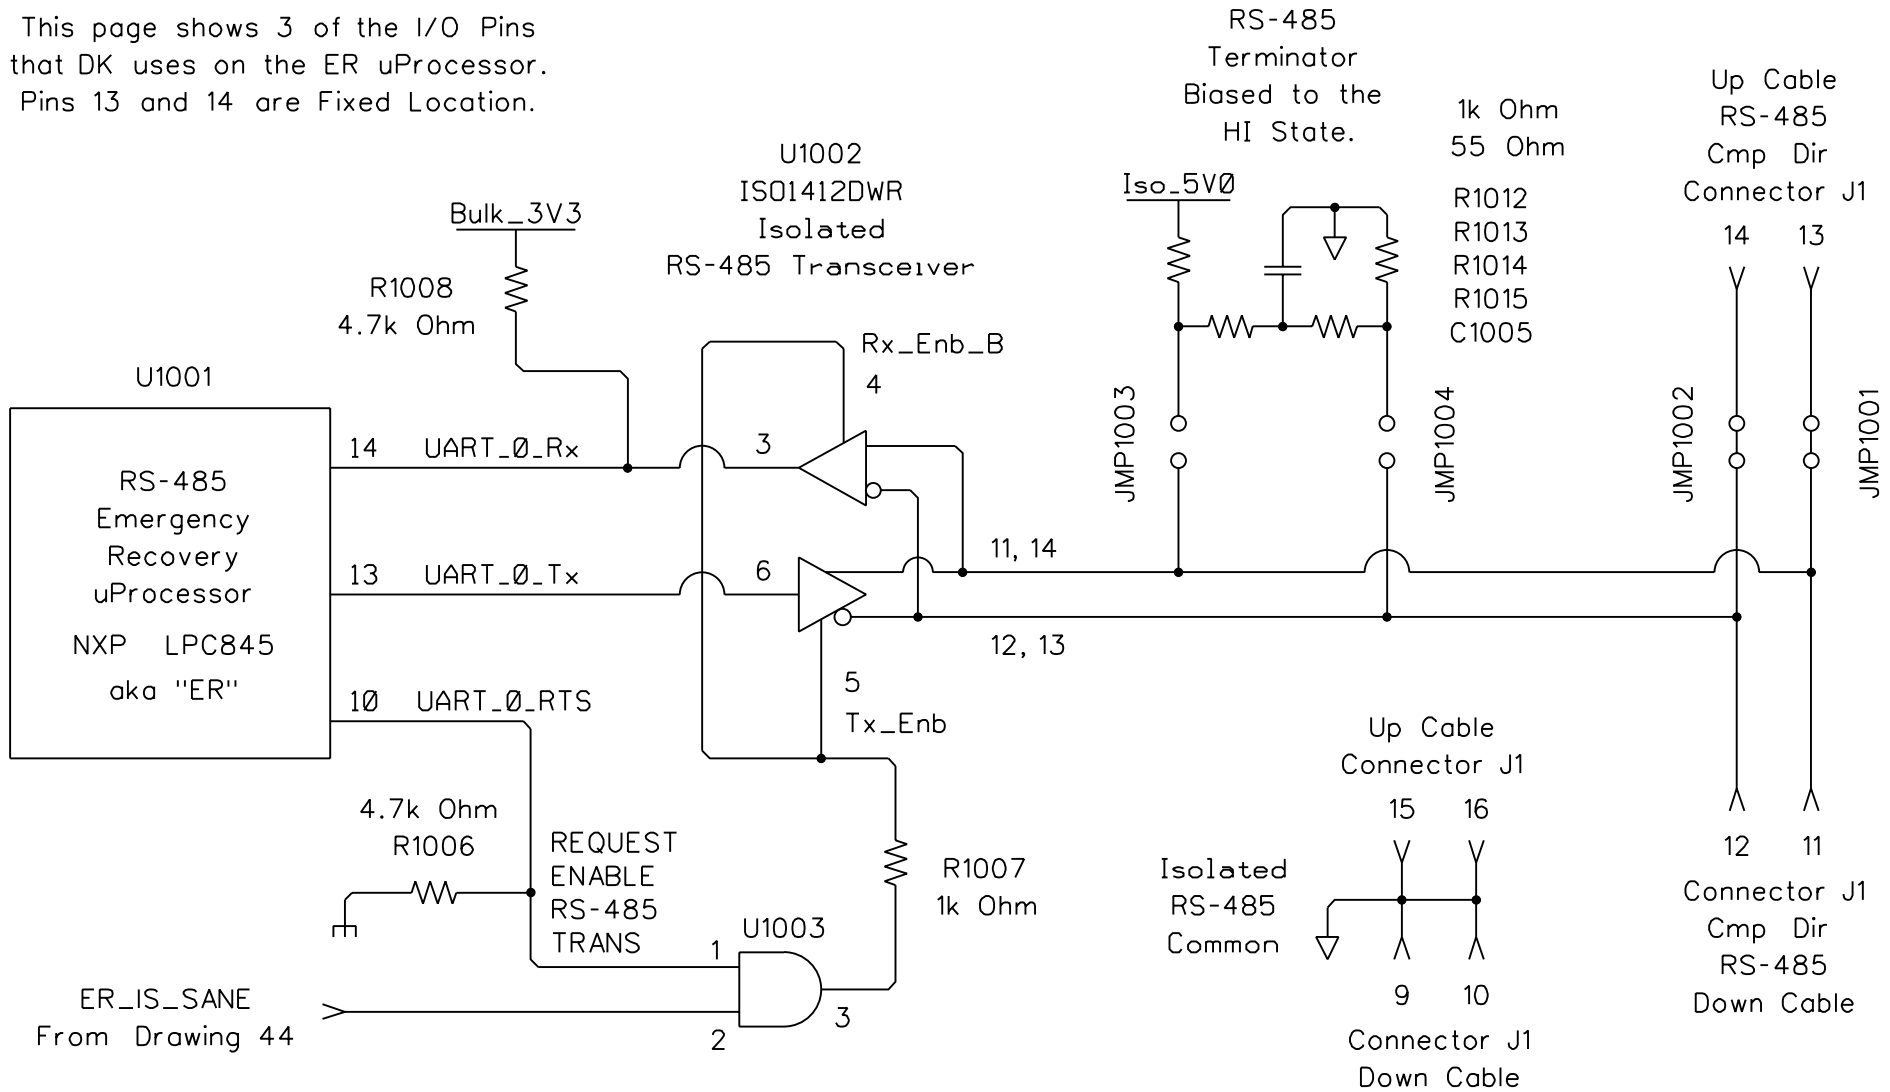 This page shows 3 of the I/O Pins
that DK uses on the ER uProcessor.
Pins 13 and 14 are Fixed Location.
RS-485
Terminator
Biased to the
HI State.
1k Ohm
55 Ohm
R1012
R1013
R1014
R1015
C1005
Up Cable
RS-485
Cmp Dir
Connector J1
14 13
U1002
ISO1412DWR
Isolated
RS-485 Transceiver
Iso_5V0
Bulk_3V3
R1008
4.7k Ohm
Rx_Enb_B
4
U1001
RS-485
Emergency
Recovery
uProcessor
NXP LPC845
aka "ER"
14 UART_0_Rx
3
13 UART_0_Tx
6
10 UART_0_RTS
JMP1003
JMP1004
JMP1002
JMP1001
11, 14
12, 13
5
Tx_Enb
4.7k Ohm
R1006
REQUEST
ENABLE
RS-485
TRANS
R1007
1k Ohm
U1003
1
2
3
ER_IS_SANE
From Drawing 44
Up Cable
Connector J1
15 16
Isolated
RS-485
Common
9 10
Connector J1
Down Cable
12 11
Connector J1
Cmp Dir
RS-485
Down Cable